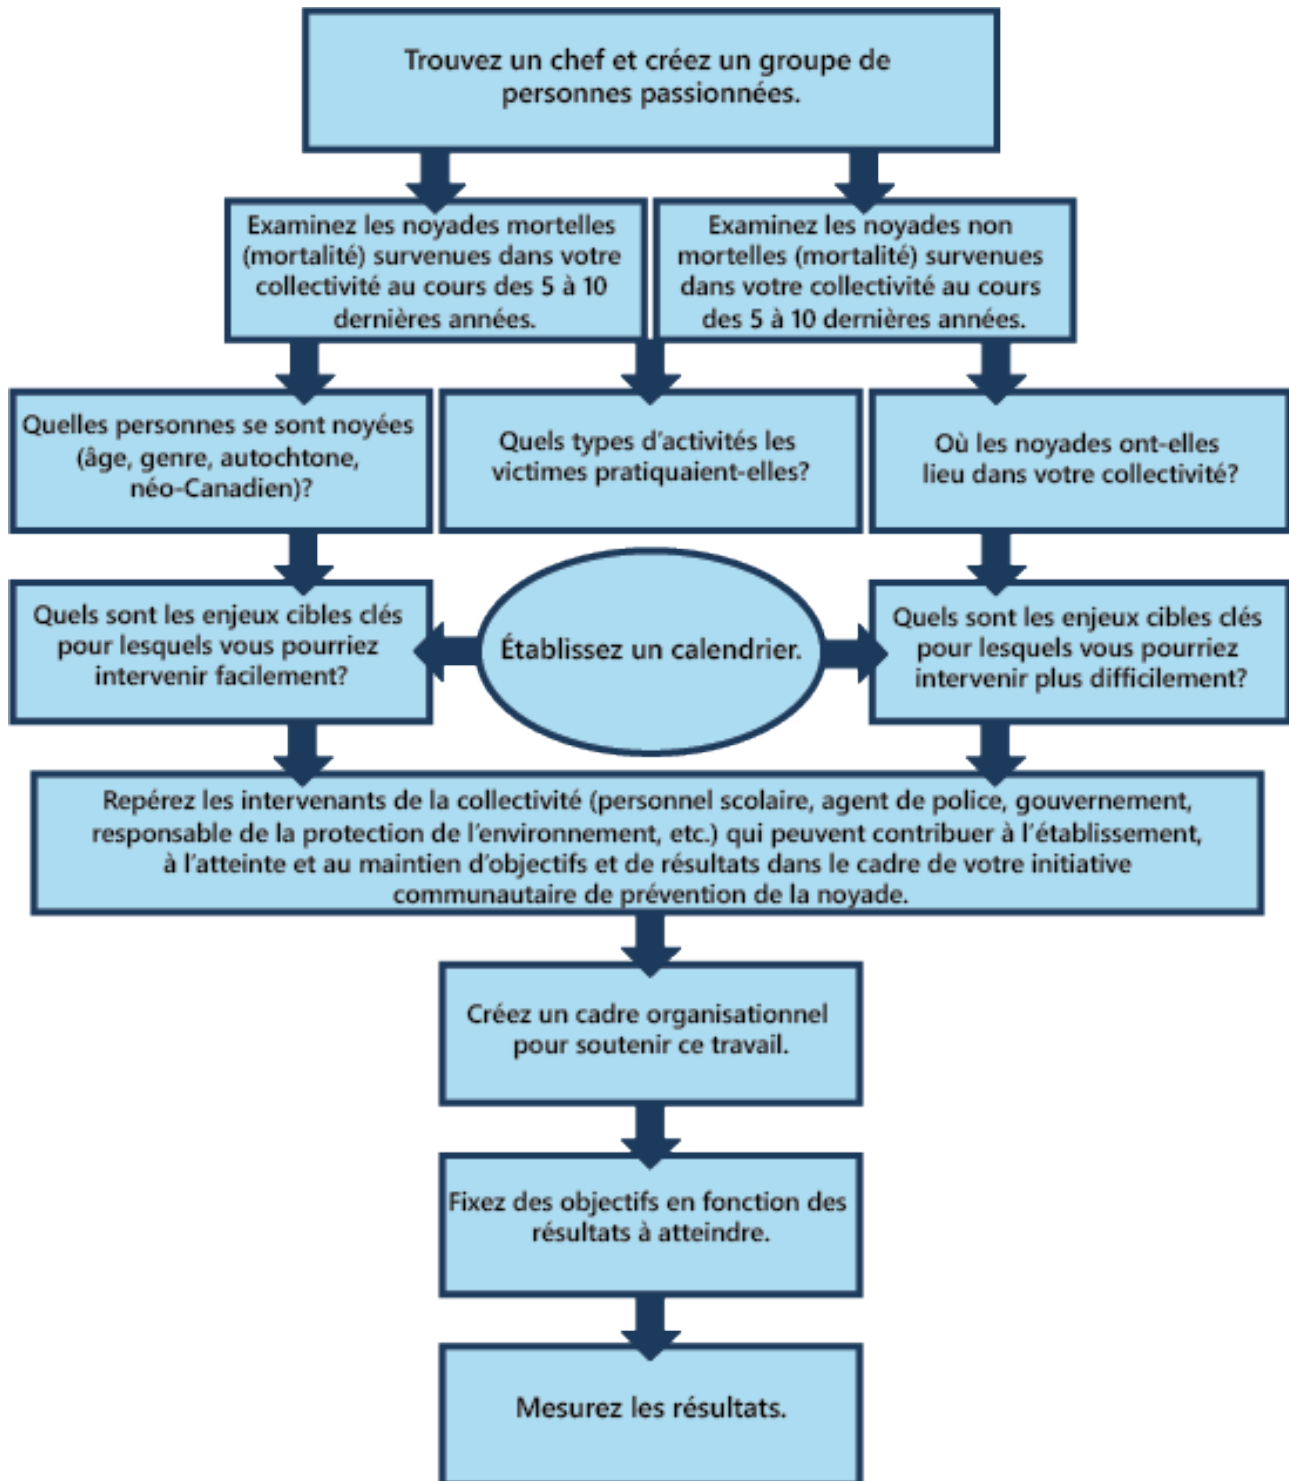 Trouvez un chef et créez un groupe de
personnes passionnées.
Examinez les noyades mortelles
(mortalité) survenues dans votre
collectivité au cours des 5 à 10
dernières années.
Examinez les noyades non
mortelles (mortalité) survenues
dans votre collectivité au cours
des 5 à 10 dernières années.
Quelles personnes se sont noyées
(âge, genre, autochtone,
néo-Canadien)?
Quels types d'activités les
victimes pratiquaient-elles?
Où les noyades ont-elles
lieu dans votre collectivité?
Quels sont les enjeux cibles clés
pour lesquels vous pourriez
intervenir facilement?
Établissez un calendrier.
Quels sont les enjeux cibles clés
pour lesquels vous pourriez
intervenir plus difficilement?
Repérez les intervenants de la collectivité (personnel scolaire, agent de police, gouvernement,
responsable de la protection de l'environnement, etc.) qui peuvent contribuer à l'établissement,
à l'atteinte et au maintien d'objectifs et de résultats dans le cadre de votre initiative
communautaire de prévention de la noyade.
Créez un cadre organisationnel
pour soutenir ce travail.
Fixez des objectifs en fonction des
résultats à atteindre.
Mesurez les résultats.